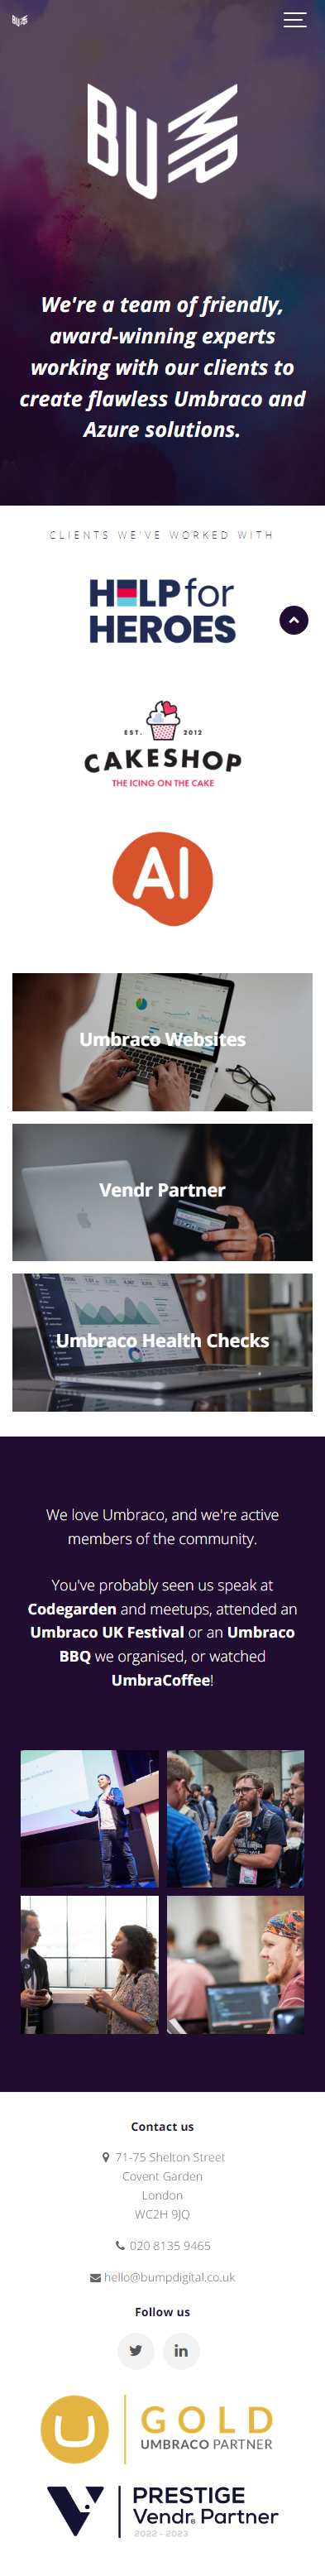 BUMP
BUMP
We're a team of friendly,
award-winning experts
working with our clients to
create flawless Umbraco and
Azure solutions.
CLIENTS WE'VE WORKED WITH
HELP for
HEROES
EST. 2012
CAKESHOP
THE ICING ON THE CAKE
AI
Umbraco Websites
Vendr Partner
Umbraco Health Checks
We love Umbraco, and we're active
members of the community.
You've probably seen us speak at
Codegarden and meetups, attended an
Umbraco UK Festival or an Umbraco
BBQ we organised, or watched
UmbraCoffee!
Contact us
71-75 Shelton Street
Covent Garden
London
WC2H 9JQ
020 8135 9465
hello@bumpdigital.co.uk
Follow us
GOLD
UMBRACO PARTNER
PRESTIGE
Vendr Partner
2022 - 2023